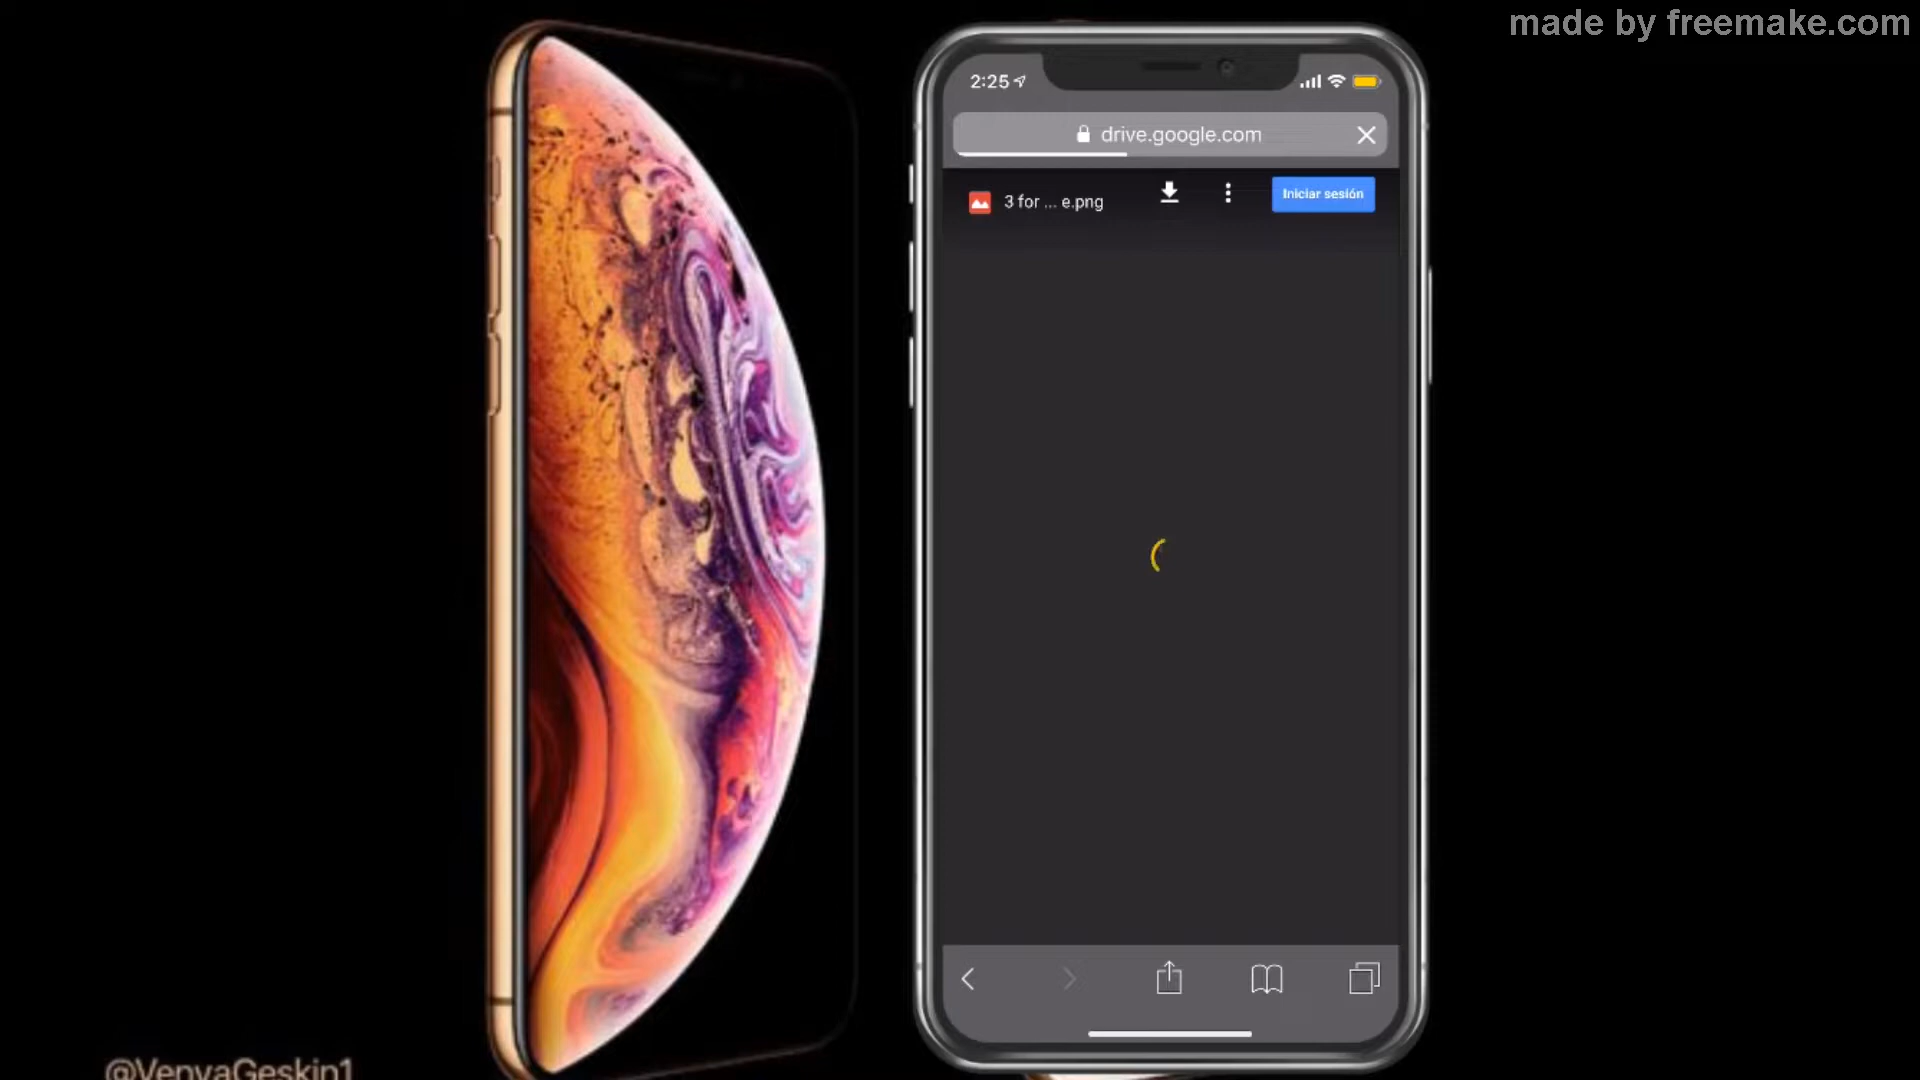 made by freemake.com
2:25
drive.google.com
3 for ... e.png
Iniciar sesión
@VenyaGeskin1